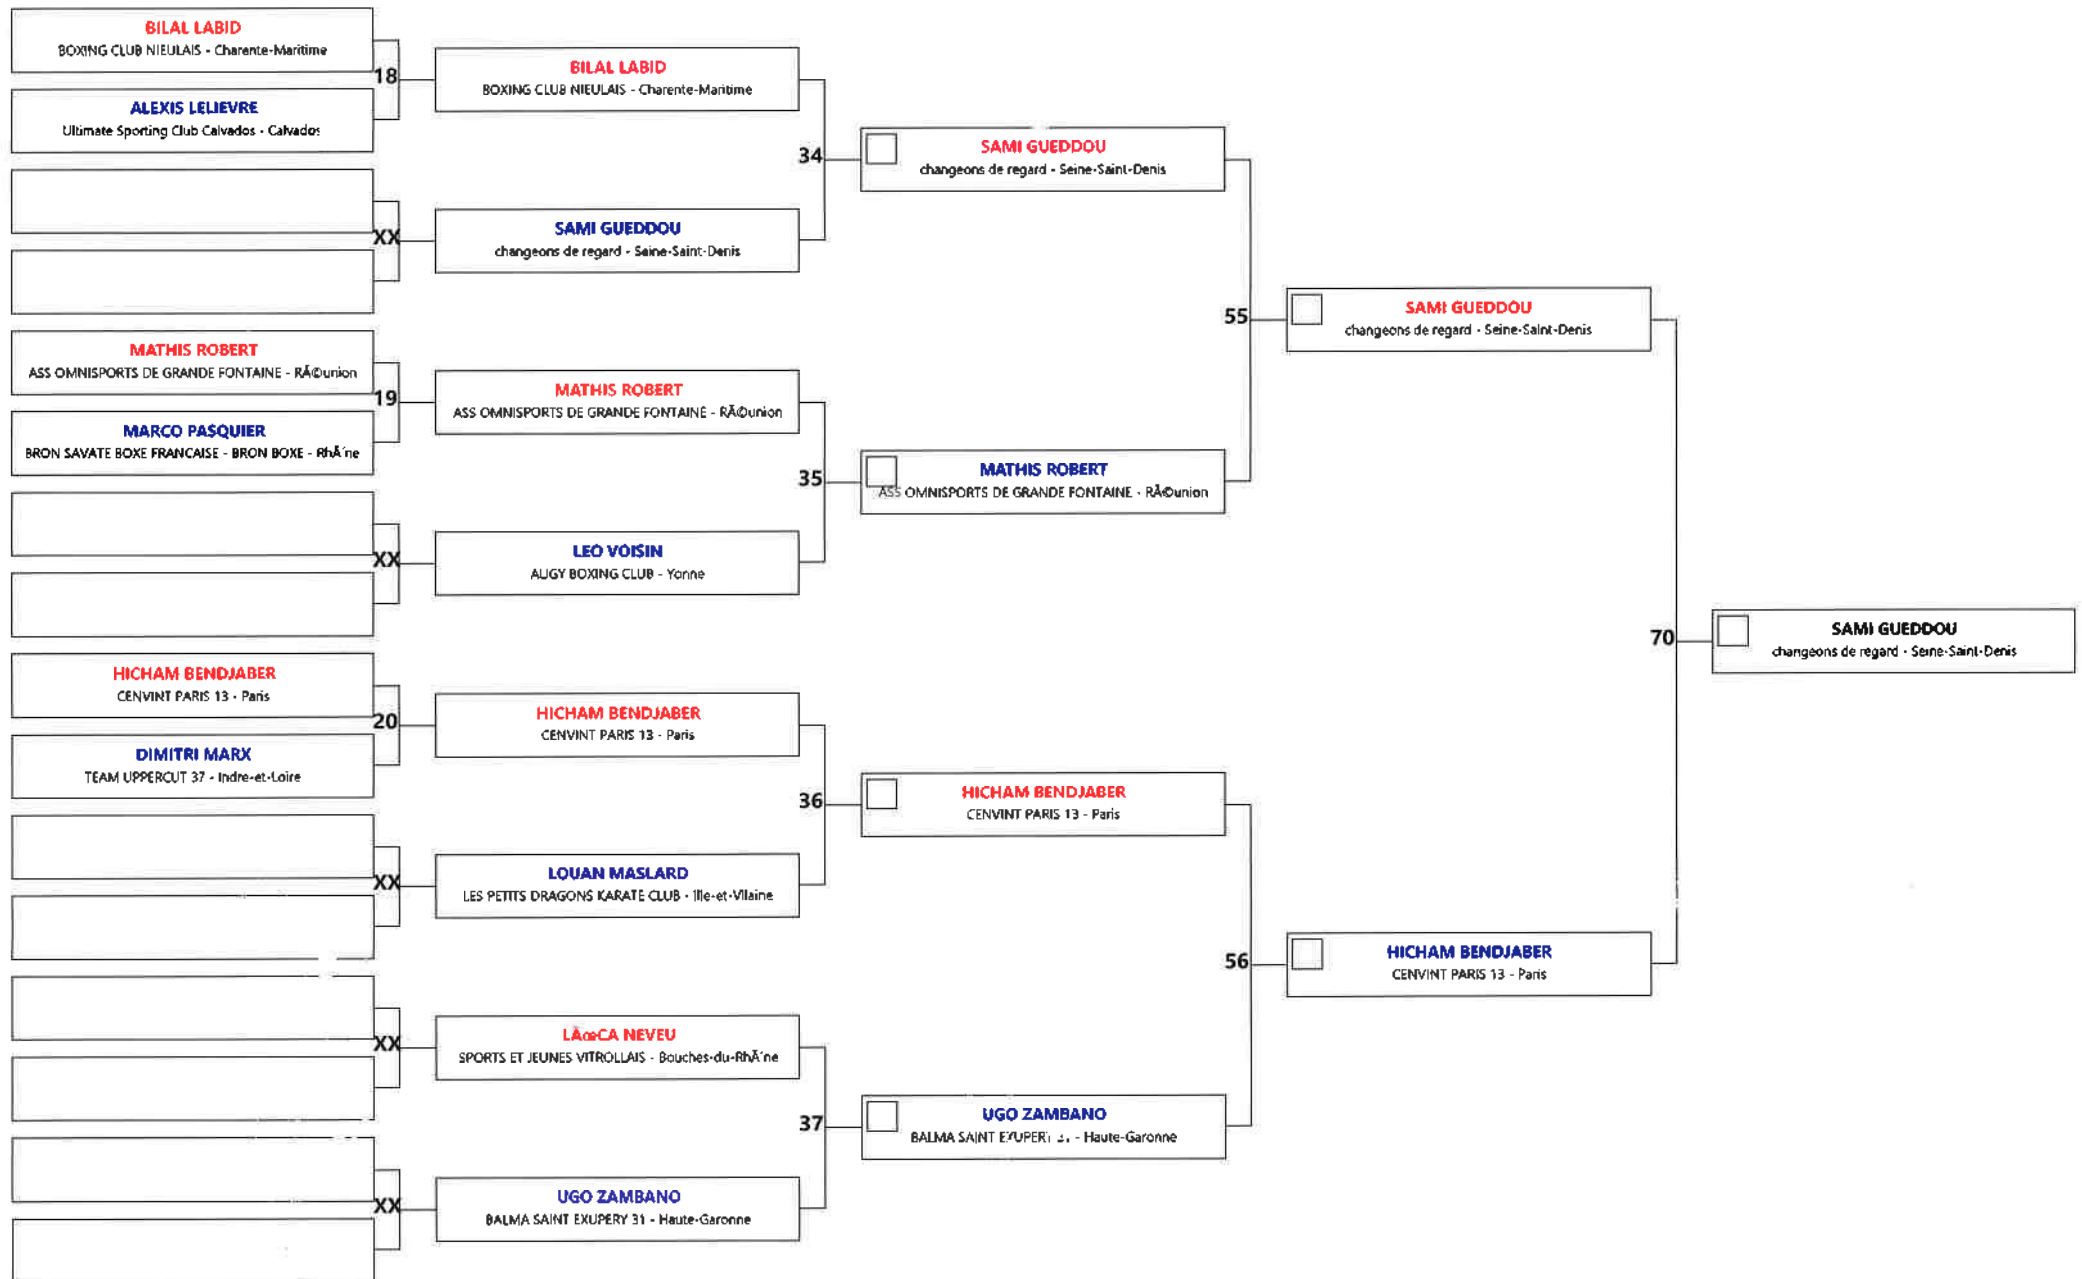 BILAL LABID
BOXING CLUB NIEULAIS - Charente-Maritime
18
ALEXIS LELIEVRE
Ultimate Sporting Club Calvados - Calvados
XX
MATHIS ROBERT
ASS OMNISPORTS DE GRANDE FONTAINE - RÃ©union
19
MARCO PASQUIER
BRON SAVATE BOXE FRANCAISE - BRON BOXE - RhÃ´ne
XX
HICHAM BENDJABER
CENVINT PARIS 13 - Paris
20
DIMITRI MARX
TEAM UPPERCUT 37 - Indre-et-Loire
XX
XX
XX
BILAL LABID
BOXING CLUB NIEULAIS - Charente-Maritime
34
SAMI GUEDDOU
changeons de regard - Seine-Saint-Denis
MATHIS ROBERT
ASS OMNISPORTS DE GRANDE FONTAINE - RÃ©union
35
LEO VOISIN
AUGY BOXING CLUB - Yonne
HICHAM BENDJABER
CENVINT PARIS 13 - Paris
36
LOUAN MASLARD
LES PETITS DRAGONS KARATE CLUB - Ille-et-Vilaine
LÃœCA NEVEU
SPORTS ET JEUNES VITROLLAIS - Bouches-du-RhÃ´ne
37
UGO ZAMBANO
BALMA SAINT EXUPERY 31 - Haute-Garonne
SAMI GUEDDOU
changeons de regard - Seine-Saint-Denis
55
MATHIS ROBERT
ASS OMNISPORTS DE GRANDE FONTAINE - RÃ©union
HICHAM BENDJABER
CENVINT PARIS 13 - Paris
56
UGO ZAMBANO
BALMA SAINT EXUPERY 31 - Haute-Garonne
SAMI GUEDDOU
changeons de regard - Seine-Saint-Denis
70
HICHAM BENDJABER
CENVINT PARIS 13 - Paris
SAMI GUEDDOU
changeons de regard - Seine-Saint-Denis